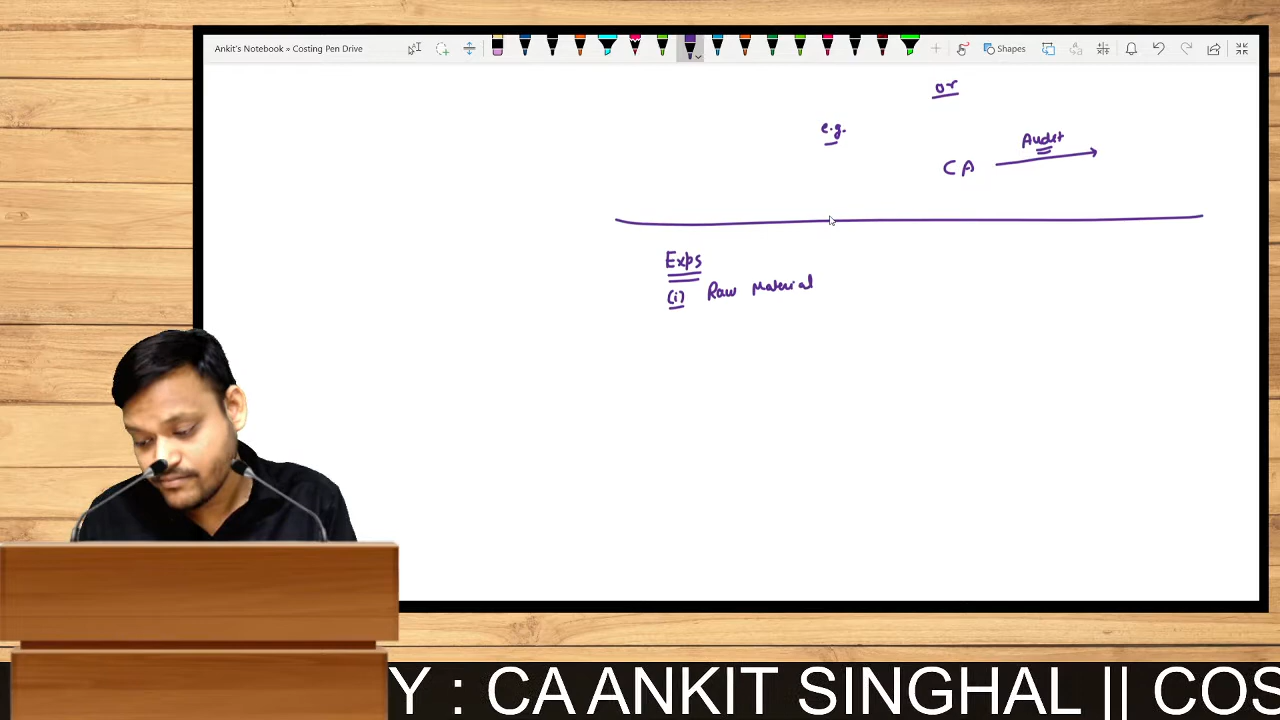 Ankit's Notebook » Costing Pen Drive
Shapes
or
e.g.
Audit
CA
Exps
(i) Raw Material
Y : CA ANKIT SINGHAL || COS